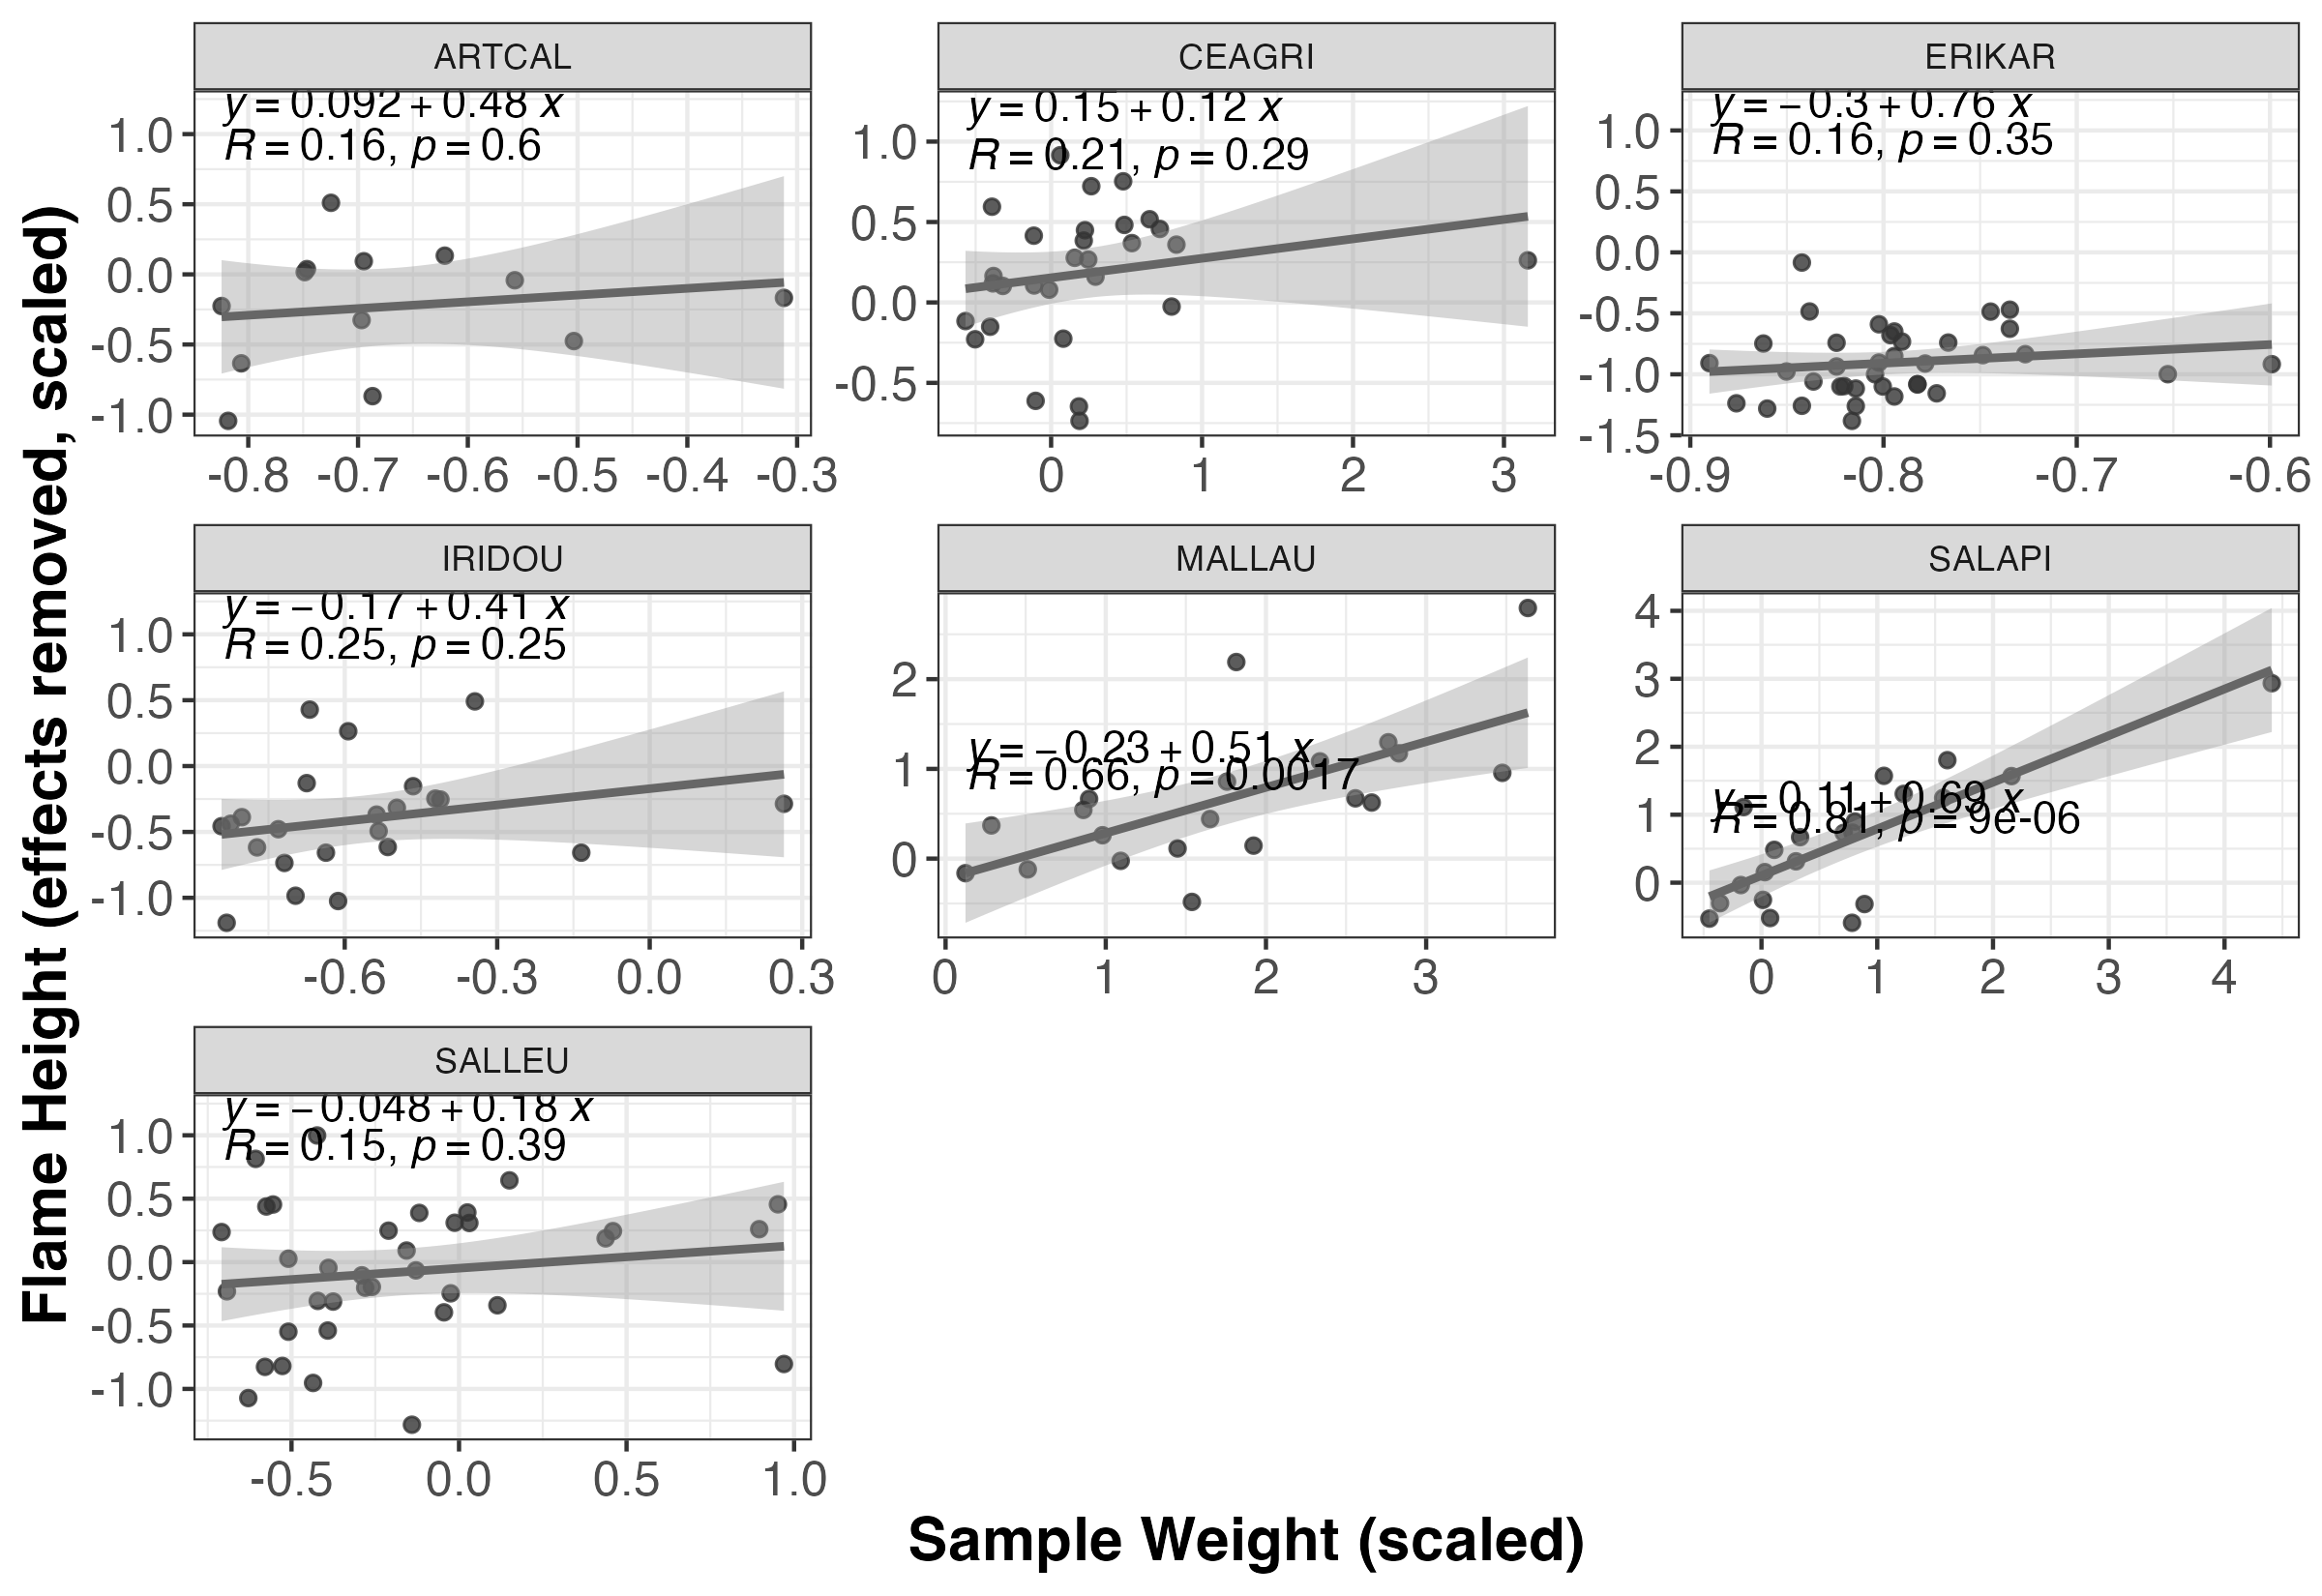 ARTCAL
y = 0.092 + 0.48 x
R = 0.16, p = 0.6
1.0
0.5
0.0
-0.5
-1.0
-0.8 -0.7 -0.6 -0.5 -0.4 -0.3
CEAGRI
y = 0.15 + 0.12 x
R = 0.21, p = 0.29
1.0
0.5
0.0
-0.5
0 1 2 3
ERIKAR
y = −0.3 + 0.76 x
R = 0.16, p = 0.35
1.0
0.5
0.0
-0.5
-1.0
-1.5
-0.9 -0.8 -0.7 -0.6
IRIDOU
y = −0.17 + 0.41 x
R = 0.25, p = 0.25
1.0
0.5
0.0
-0.5
-1.0
-0.6 -0.3 0.0 0.3
MALLAU
y = −0.23 + 0.51 x
R = 0.66, p = 0.0017
2
1
0
0 1 2 3
SALAPI
y = 0.11 + 0.69 x
R = 0.81, p = 9e-06
4
3
2
1
0
0 1 2 3 4
SALLEU
y = −0.048 + 0.18 x
R = 0.15, p = 0.39
1.0
0.5
0.0
-0.5
-1.0
-0.5 0.0 0.5 1.0
Flame Height (effects removed, scaled)
Sample Weight (scaled)